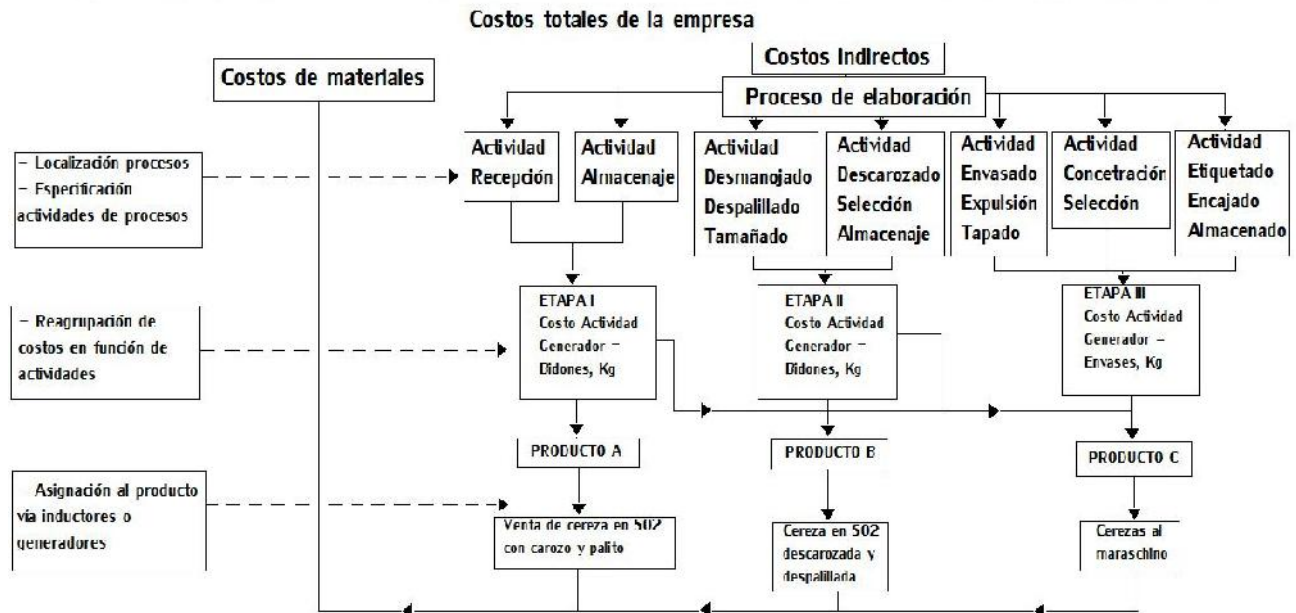 Costos totales de la empresa
Costos de materiales
Costos Indirectos
Proceso de elaboración
– Localización procesos
– Especificación
actividades de procesos
Actividad
Recepción
Actividad
Almacenaje
Actividad
Desmanojado
Despalillado
Tamañado
Actividad
Descarozado
Selección
Almacenaje
Actividad
Envasado
Expulsión
Tapado
Actividad
Concetración
Selección
Actividad
Etiquetado
Encajado
Almacenado
– Reagrupación de
costos en función de
actividades
ETAPA I
Costo Actividad
Generador –
Bidones, Kg
ETAPA II
Costo Actividad
Generador –
Bidones, Kg
ETAPA III
Costo Actividad
Generador –
Envases, Kg
PRODUCTO A
PRODUCTO B
PRODUCTO C
Asignación al producto
vía inductores o
generadores
Venta de cereza en S02
con carozo y palito
Cereza en S02
descarozada y
despalillada
Cerezas al
maraschino